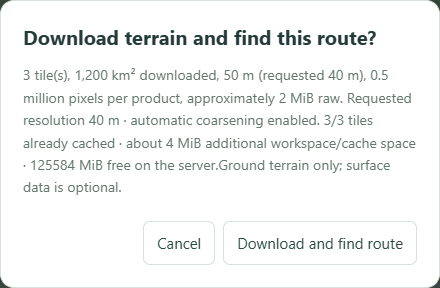 Download terrain and find this route?
3 tile(s), 1,200 km² downloaded, 50 m (requested 40 m), 0.5
million pixels per product, approximately 2 MiB raw. Requested
resolution 40 m · automatic coarsening enabled. 3/3 tiles
already cached · about 4 MiB additional workspace/cache space
· 125584 MiB free on the server.Ground terrain only; surface
data is optional.
Cancel
Download and find route